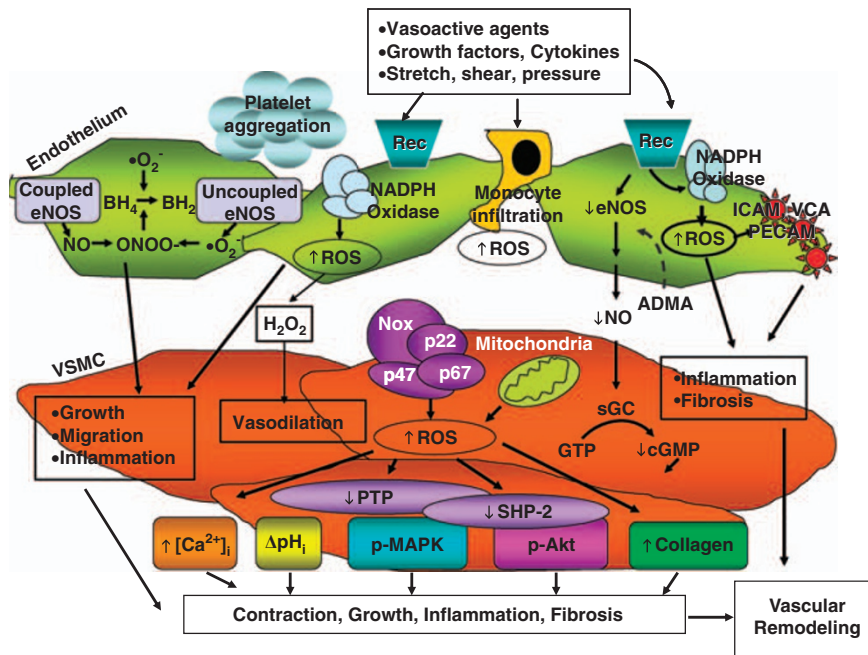 •Vasoactive agents
•Growth factors, Cytokines
•Stretch, shear, pressure
Platelet
aggregation
Endothelium
Rec
Rec
•O₂⁻
Coupled
eNOS
BH₄
BH₂
Uncoupled
eNOS
NO
ONOO-
•O₂⁻
NADPH
Oxidase
↑ROS
Monocyte
infiltration
↑ROS
↓eNOS
NADPH
Oxidase
ICAM
VCA
PECAM
↑ROS
ADMA
↓NO
H₂O₂
VSMC
Nox
p22
p47
p67
Mitochondria
•Growth
•Migration
•Inflammation
Vasodilation
↑ROS
sGC
GTP
↓cGMP
•Inflammation
•Fibrosis
↓PTP
↓SHP-2
↑[Ca²⁺]ᵢ
ΔpHᵢ
p-MAPK
p-Akt
↑Collagen
Contraction, Growth, Inflammation, Fibrosis
Vascular
Remodeling